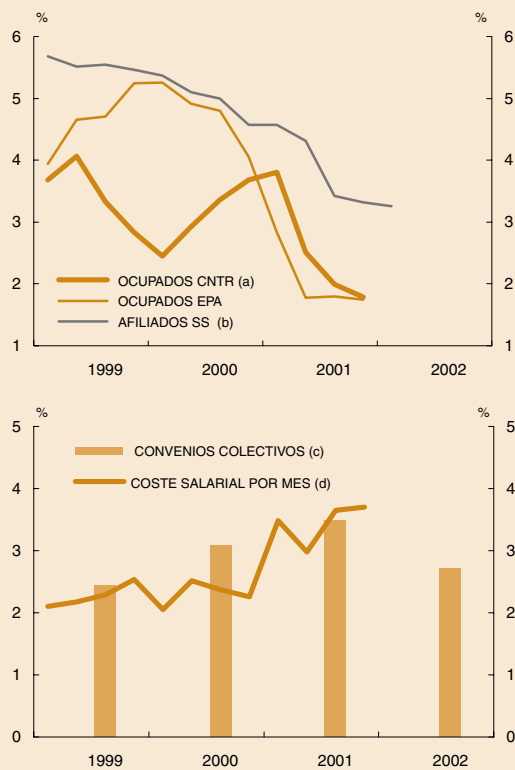 % %
6 6
5 5
4 4
3 3
2 2
1 1
OCUPADOS CNTR (a)
OCUPADOS EPA
AFILIADOS SS (b)
1999 2000 2001 2002
% %
5 5
4 4
3 3
2 2
1 1
0 0
CONVENIOS COLECTIVOS (c)
COSTE SALARIAL POR MES (d)
1999 2000 2001 2002